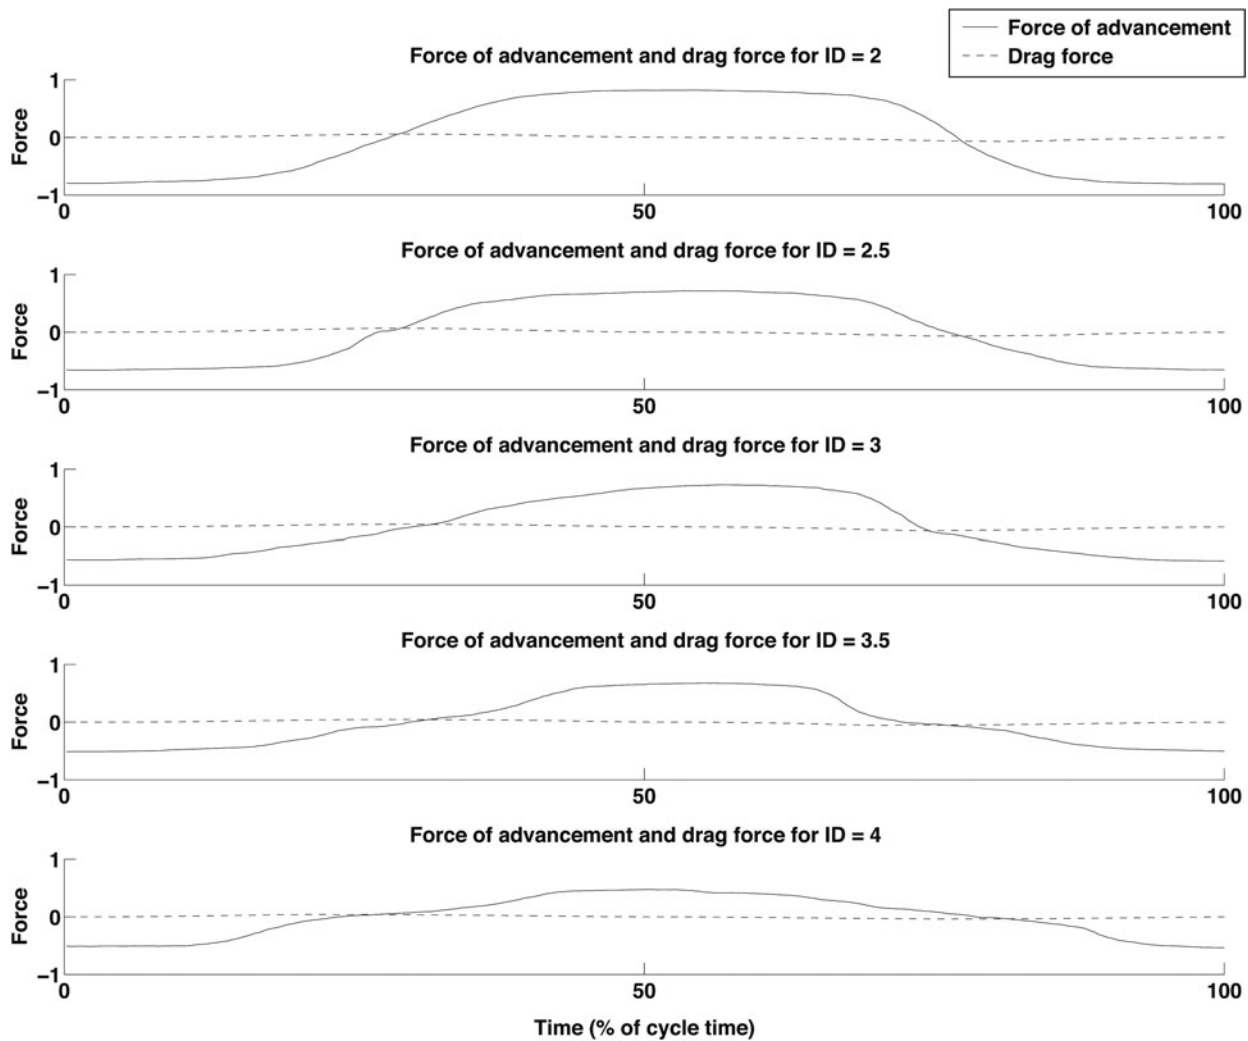 Force of advancement
Drag force
Force of advancement and drag force for ID = 2
Force
1
0
−1
0
50
100
Force of advancement and drag force for ID = 2.5
Force
1
0
−1
0
50
100
Force of advancement and drag force for ID = 3
Force
1
0
−1
0
50
100
Force of advancement and drag force for ID = 3.5
Force
1
0
−1
0
50
100
Force of advancement and drag force for ID = 4
Force
1
0
−1
0
50
100
Time (% of cycle time)